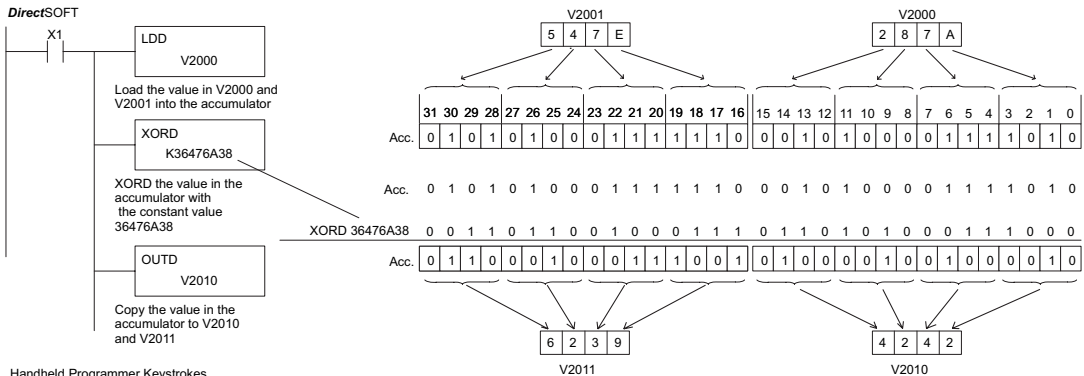 DirectSOFT
X1
LDD
V2000
Load the value in V2000 and
V2001 into the accumulator
XORD
K36476A38
XORD the value in the
accumulator with
the constant value
36476A38
OUTD
V2010
Copy the value in the
accumulator to V2010
and V2011
Handheld Programmer Keystrokes
V2001 V2000
5 4 7 E 2 8 7 A
31 30 29 28 27 26 25 24 23 22 21 20 19 18 17 16 15 14 13 12 11 10 9 8 7 6 5 4 3 2 1 0
Acc. 0 1 0 1 0 1 0 0 0 1 1 1 1 1 1 0 0 0 1 0 1 0 0 0 0 1 1 1 1 0 1 0
Acc. 0 1 0 1 0 1 0 0 0 1 1 1 1 1 1 0 0 0 1 0 1 0 0 0 0 1 1 1 1 0 1 0
XORD 36476A38 0 0 1 1 0 1 1 0 0 1 0 0 0 1 1 1 0 1 1 0 1 0 1 0 0 0 1 1 1 0 0 0
Acc. 0 1 1 0 0 0 1 0 0 0 1 1 1 0 0 1 0 1 0 0 0 0 1 0 0 1 0 0 0 0 1 0
6 2 3 9 4 2 4 2
V2011 V2010